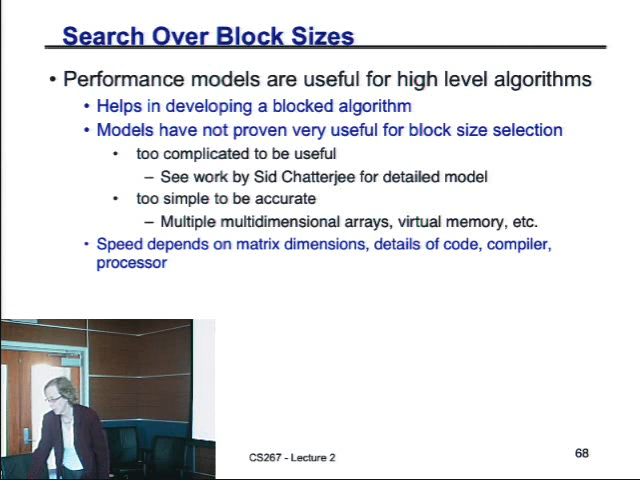 Search Over Block Sizes
• Performance models are useful for high level algorithms
• Helps in developing a blocked algorithm
• Models have not proven very useful for block size selection
• too complicated to be useful
– See work by Sid Chatterjee for detailed model
• too simple to be accurate
– Multiple multidimensional arrays, virtual memory, etc.
• Speed depends on matrix dimensions, details of code, compiler,
processor
CS267 - Lecture 2
68